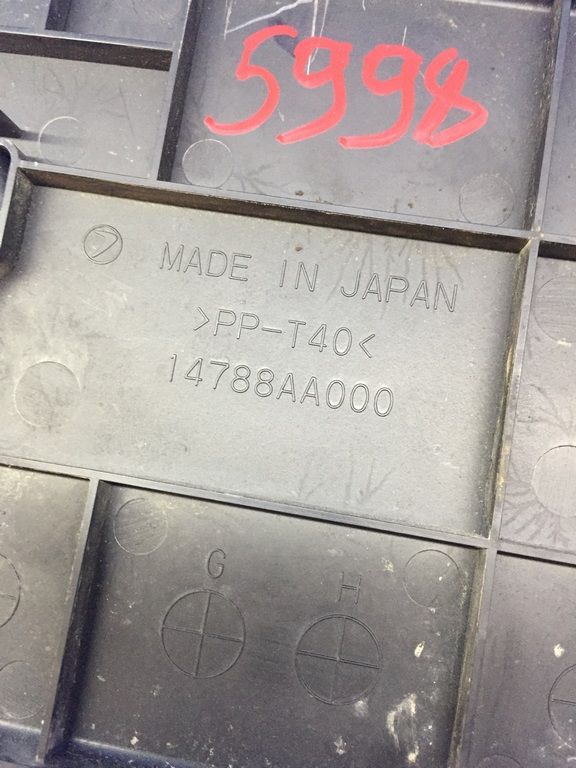 5998
MADE IN JAPAN
>PP-T40<
14788AA000
G H